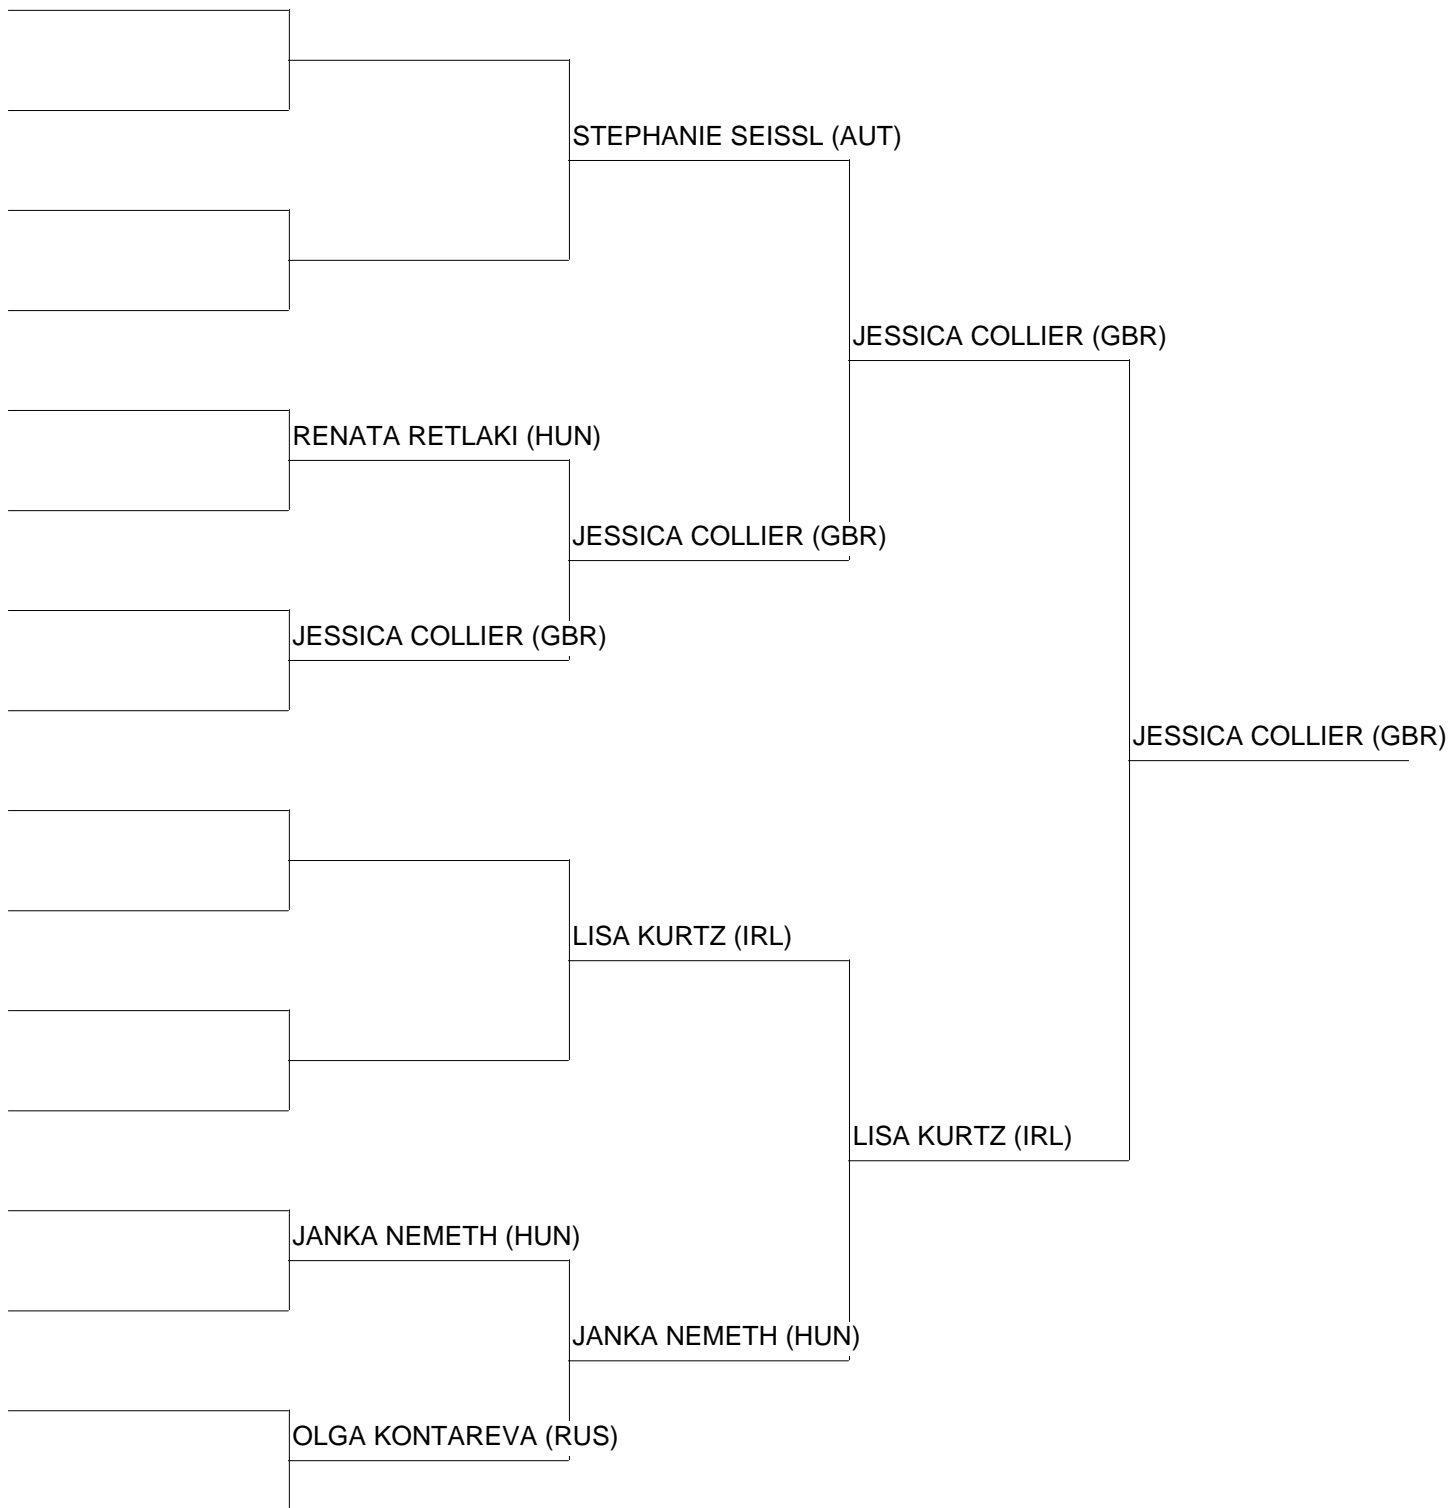 STEPHANIE SEISSL (AUT)
JESSICA COLLIER (GBR)
RENATA RETLAKI (HUN)
JESSICA COLLIER (GBR)
JESSICA COLLIER (GBR)
JESSICA COLLIER (GBR)
LISA KURTZ (IRL)
LISA KURTZ (IRL)
JANKA NEMETH (HUN)
JANKA NEMETH (HUN)
OLGA KONTAREVA (RUS)